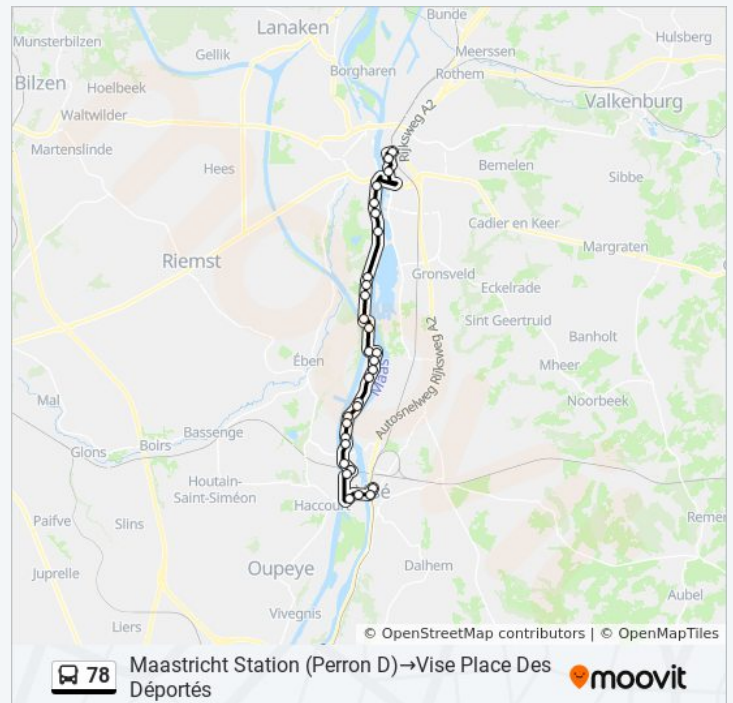 Lanaken
Bunde
Munsterbilzen
Gellik
Meerssen
Hulsberg
Borgharen
Rothem
Bilzen
Hoelbeek
Waltwilder
Valkenburg
Rijksweg A2
Martenslinde
Hees
Bemelen
Sibbe
Cadier en Keer
Riemst
Margraten
Gronsveld
Eckelrade
Sint Geertruid
Banholt
Ében
Mheer
Maas
Autosnelweg Rijksweg A2
Mal
Noorbeek
Bassenge
Glons
Boirs
Houtain-
Saint-Siméon
Haccou
é
Paifve
Slins
Remer
Oupeye
Dalhem
Juprelle
Aubel
Vivegnis
Liers
© OpenStreetMap contributors | © OpenMapTiles
78
Maastricht Station (Perron D)→Vise Place Des
Déportés
moovit